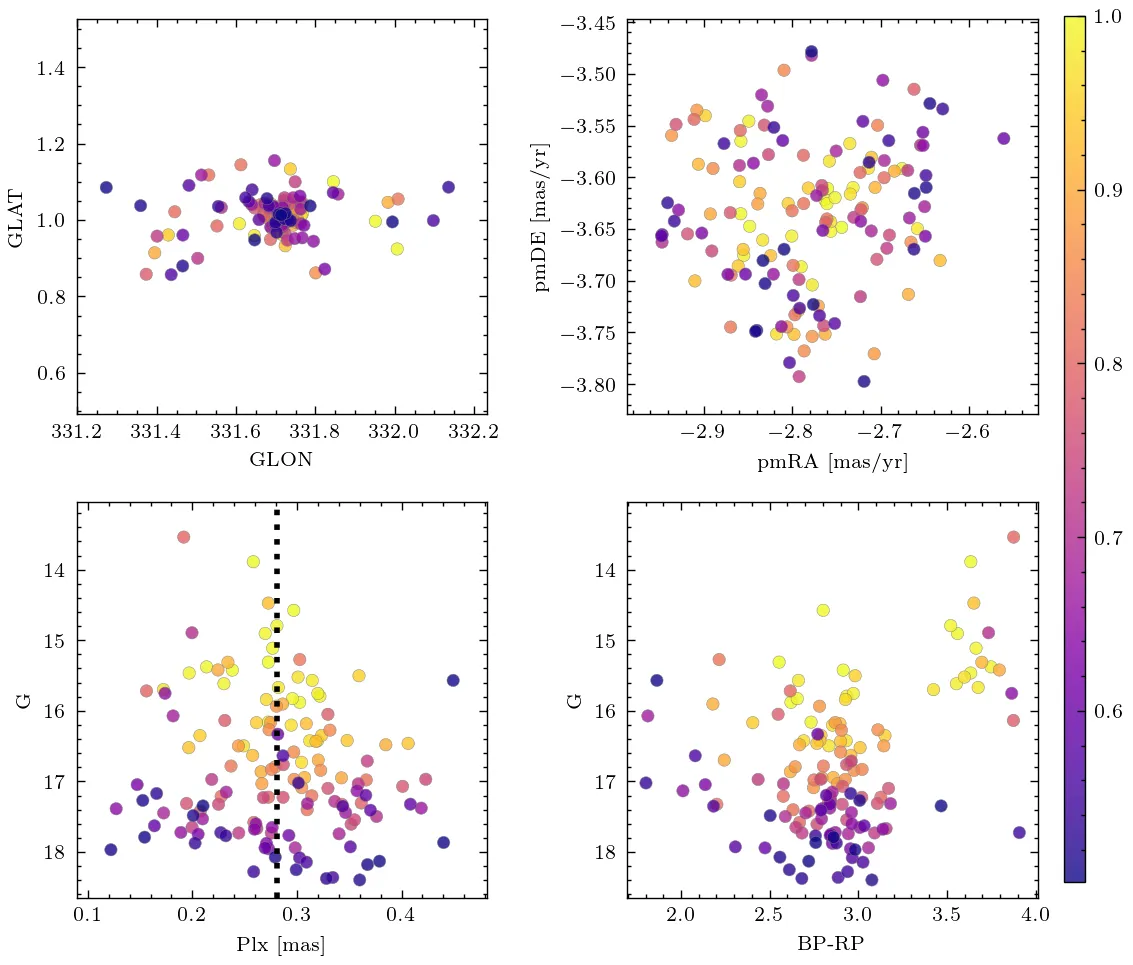 1.4
1.2
1.0
0.8
0.6
GLAT
331.2 331.4 331.6 331.8 332.0 332.2
GLON
−3.45
−3.50
−3.55
−3.60
−3.65
−3.70
−3.75
−3.80
pmDE [mas/yr]
−2.9 −2.8 −2.7 −2.6
pmRA [mas/yr]
1.0
0.9
0.8
0.7
0.6
14
15
16
17
18
G
0.1 0.2 0.3 0.4
Plx [mas]
14
15
16
17
18
G
2.0 2.5 3.0 3.5 4.0
BP-RP